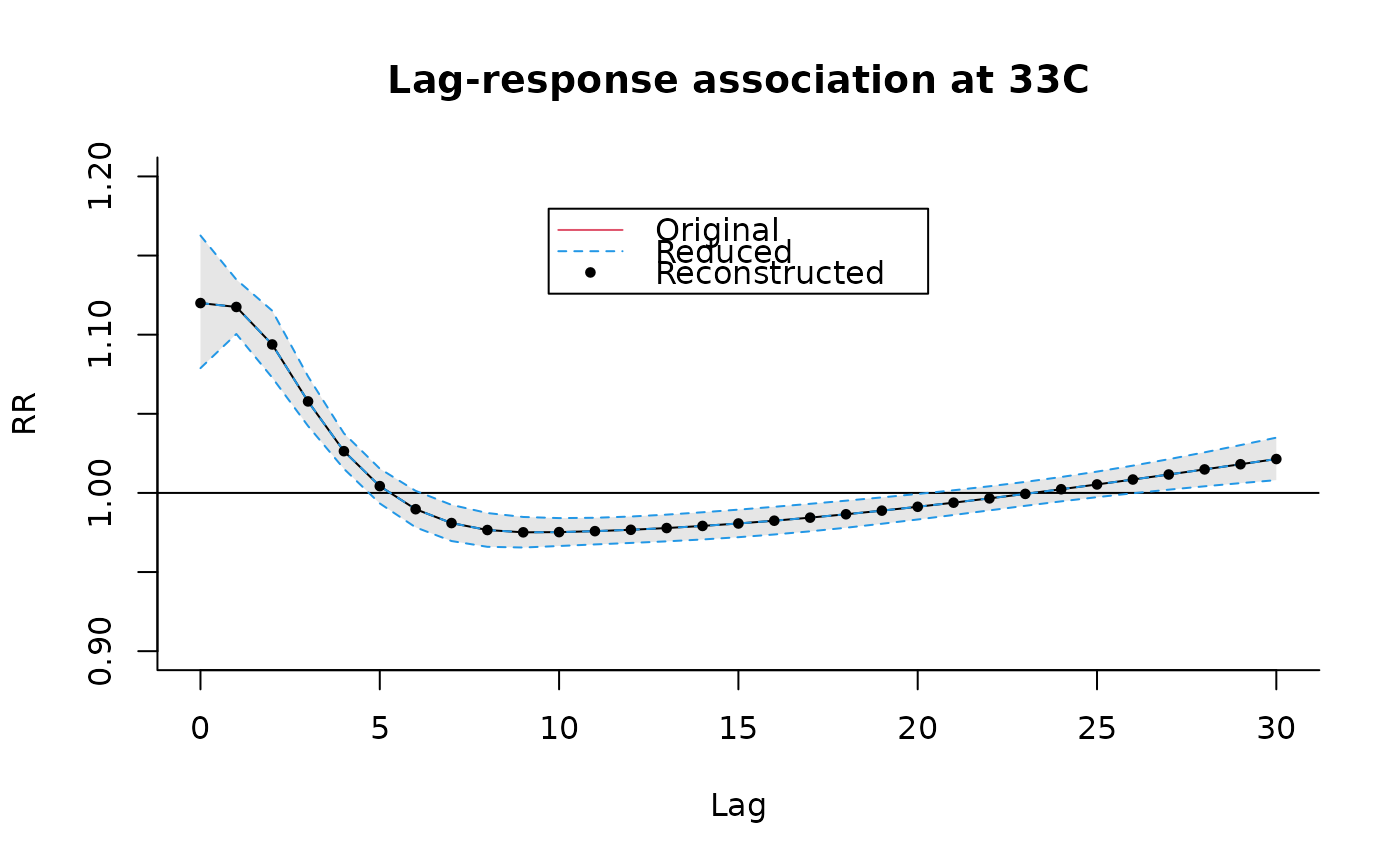 Lag-response association at 33C
1.20
1.10
1.00
0.90
RR
Original
Reduced
Reconstructed
0 5 10 15 20 25 30
Lag